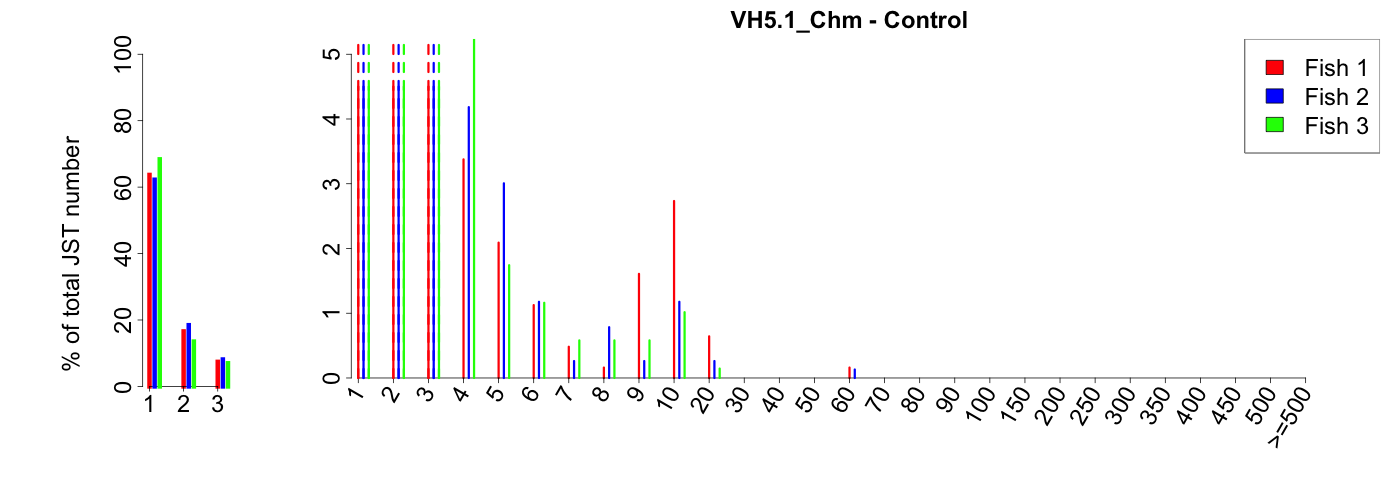 VH5.1_Chm - Control
% of total JST number
0 20 40 60 80 100
1 2 3
0 1 2 3 4 5
1 2 3 4 5 6 7 8 9 10 20 30 40 50 60 70 80 90 100 150 200 250 300 350 400 450 500 >=500
Fish 1
Fish 2
Fish 3